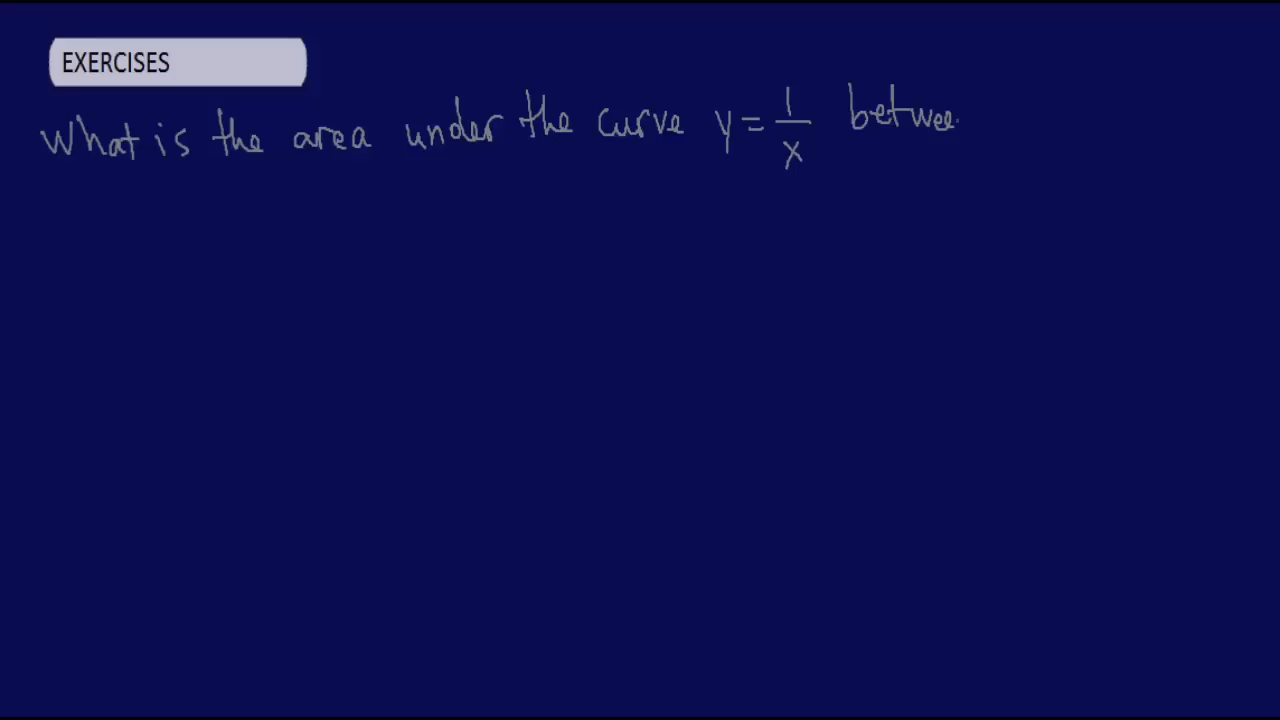 EXERCISES
What is the area under the curve y = 1/x betwee